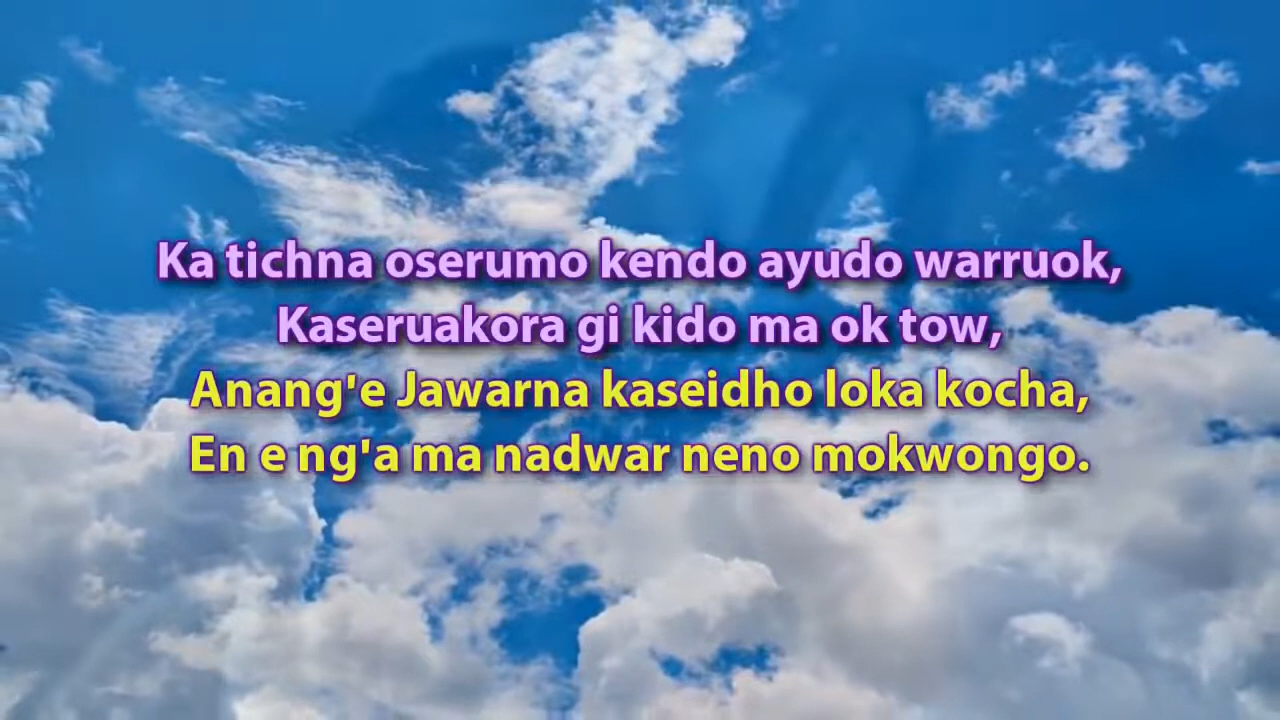 Ka tichna oserumo kendo ayudo warruok,
Kaseruakora gi kido ma ok tow,
Anang'e Jawarna kaseidho loka kocha,
En e ng'a ma nadwar neno mokwongo.